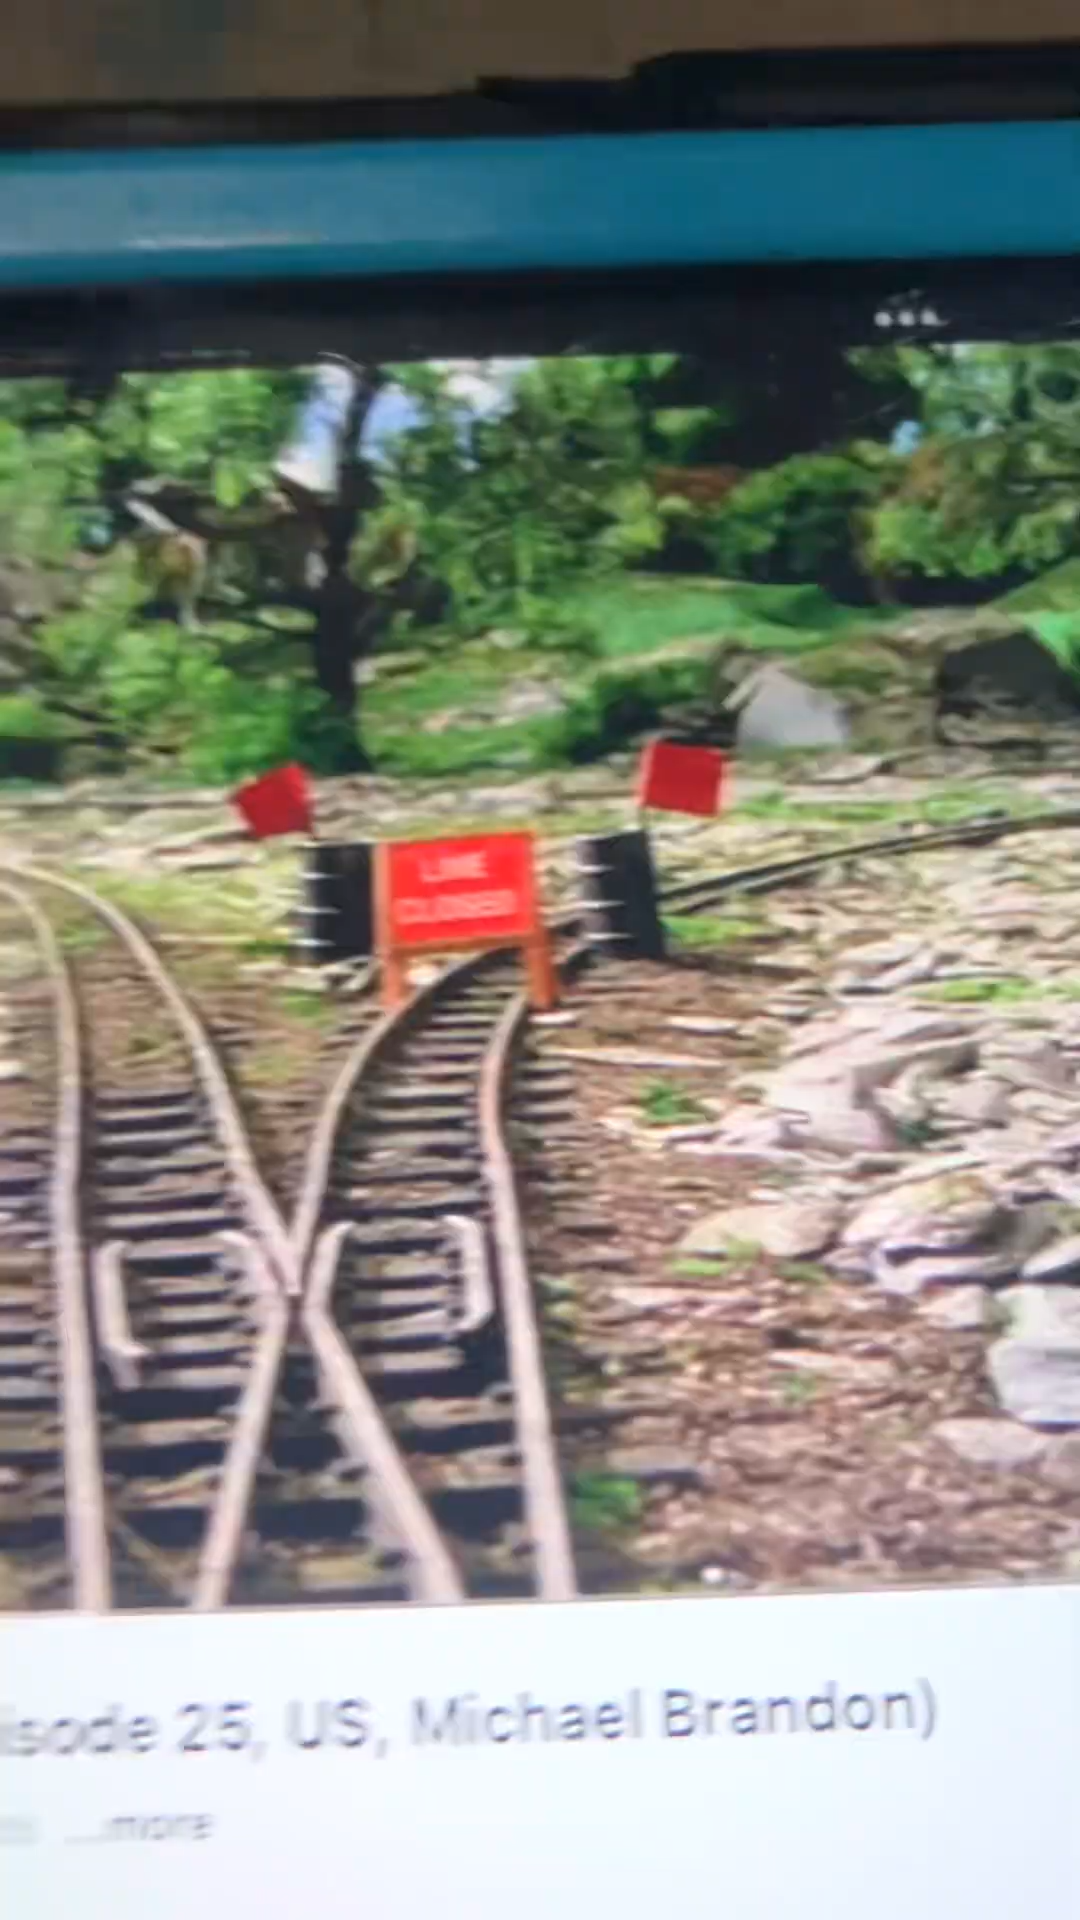 LINE
CLOSED
isode 25, US, Michael Brandon)
...more